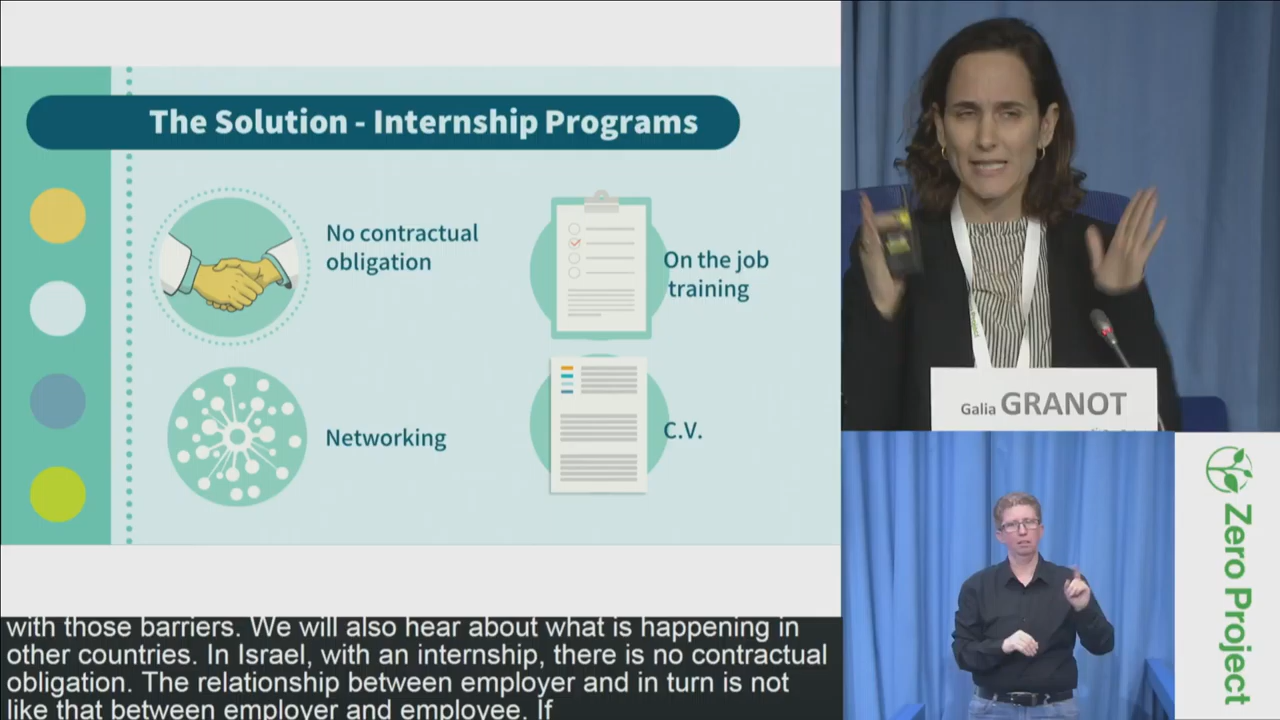 The Solution - Internship Programs
No contractual
obligation
On the job
training
Networking
C.V.
Galia GRANOT
Zero Project
with those barriers. We will also hear about what is happening in
other countries. In Israel, with an internship, there is no contractual
obligation. The relationship between employer and in turn is not
like that between employer and employee. If